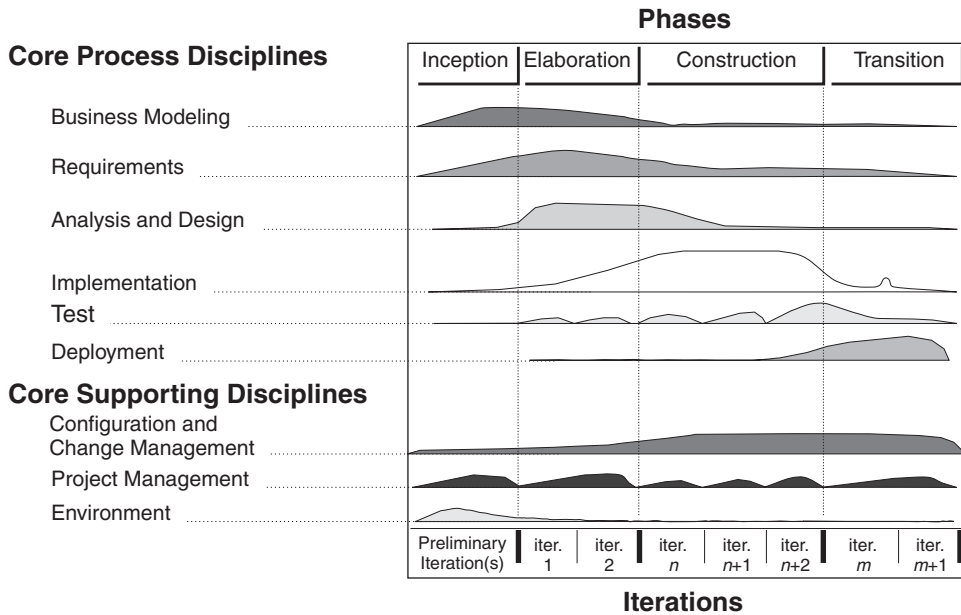 Phases
Core Process Disciplines
Inception
Elaboration
Construction
Transition
Business Modeling
Requirements
Analysis and Design
Implementation
Test
Deployment
Core Supporting Disciplines
Configuration and
Change Management
Project Management
Environment
Preliminary
Iteration(s)
iter.
1
iter.
2
iter.
n
iter.
n+1
iter.
n+2
iter.
m
iter.
m+1
Iterations